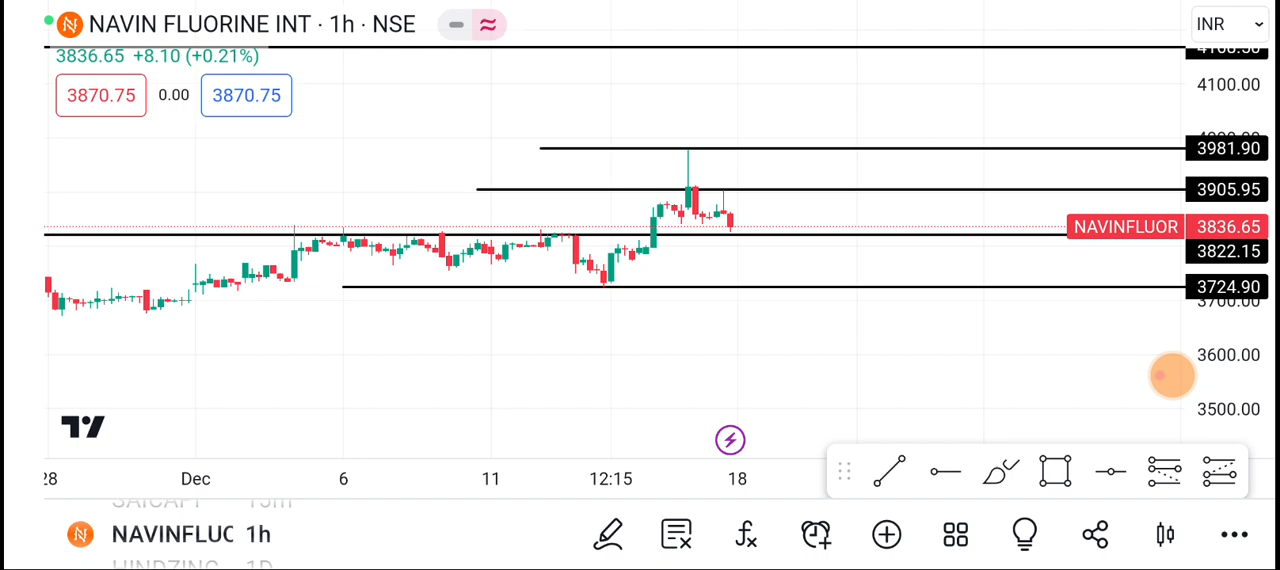 NAVIN FLUORINE INT · 1h · NSE
INR
3836.65 +8.10 (+0.21%)
4100.00
3870.75 0.00 3870.75
3981.90
3905.95
NAVINFLUOR 3836.65
3822.15
3724.90
3700.00
3600.00
3500.00
28 Dec 6 11 12:15 18
NAVINFLUC 1h